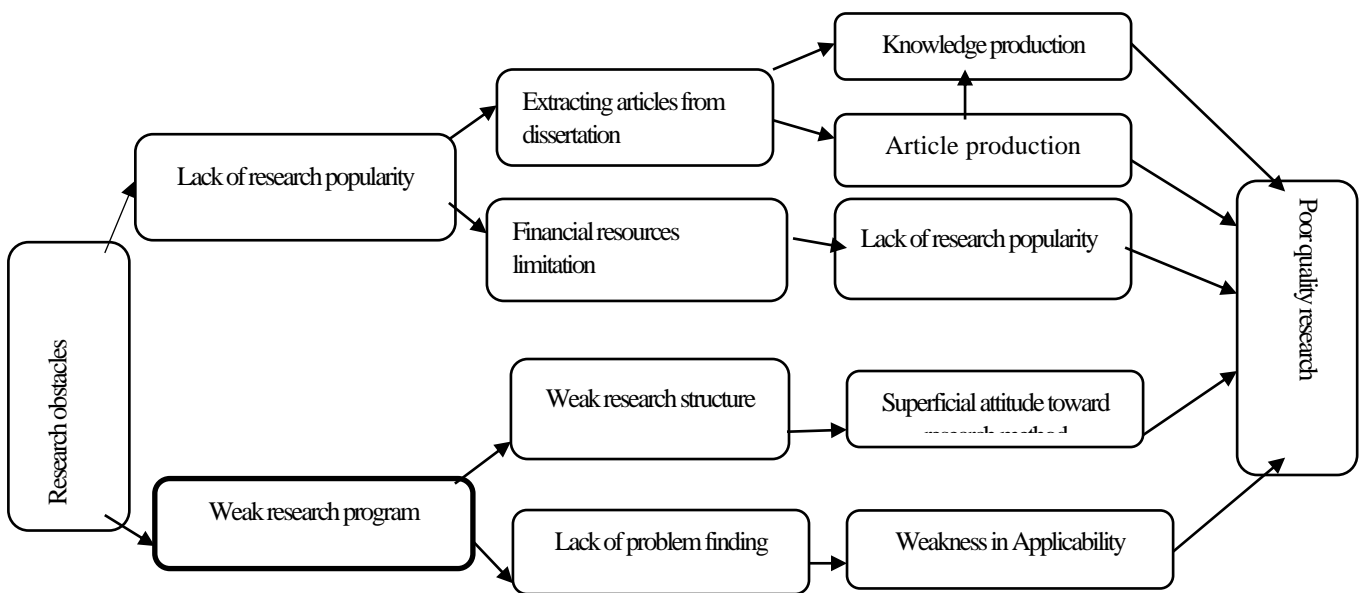 Knowledge production
Extracting articles from
dissertation
Article production
Lack of research popularity
Financial resources
limitation
Lack of research popularity
Poor quality research
Research obstacles
Weak research structure
Superficial attitude toward
research method
Weak research program
Lack of problem finding
Weakness in Applicability